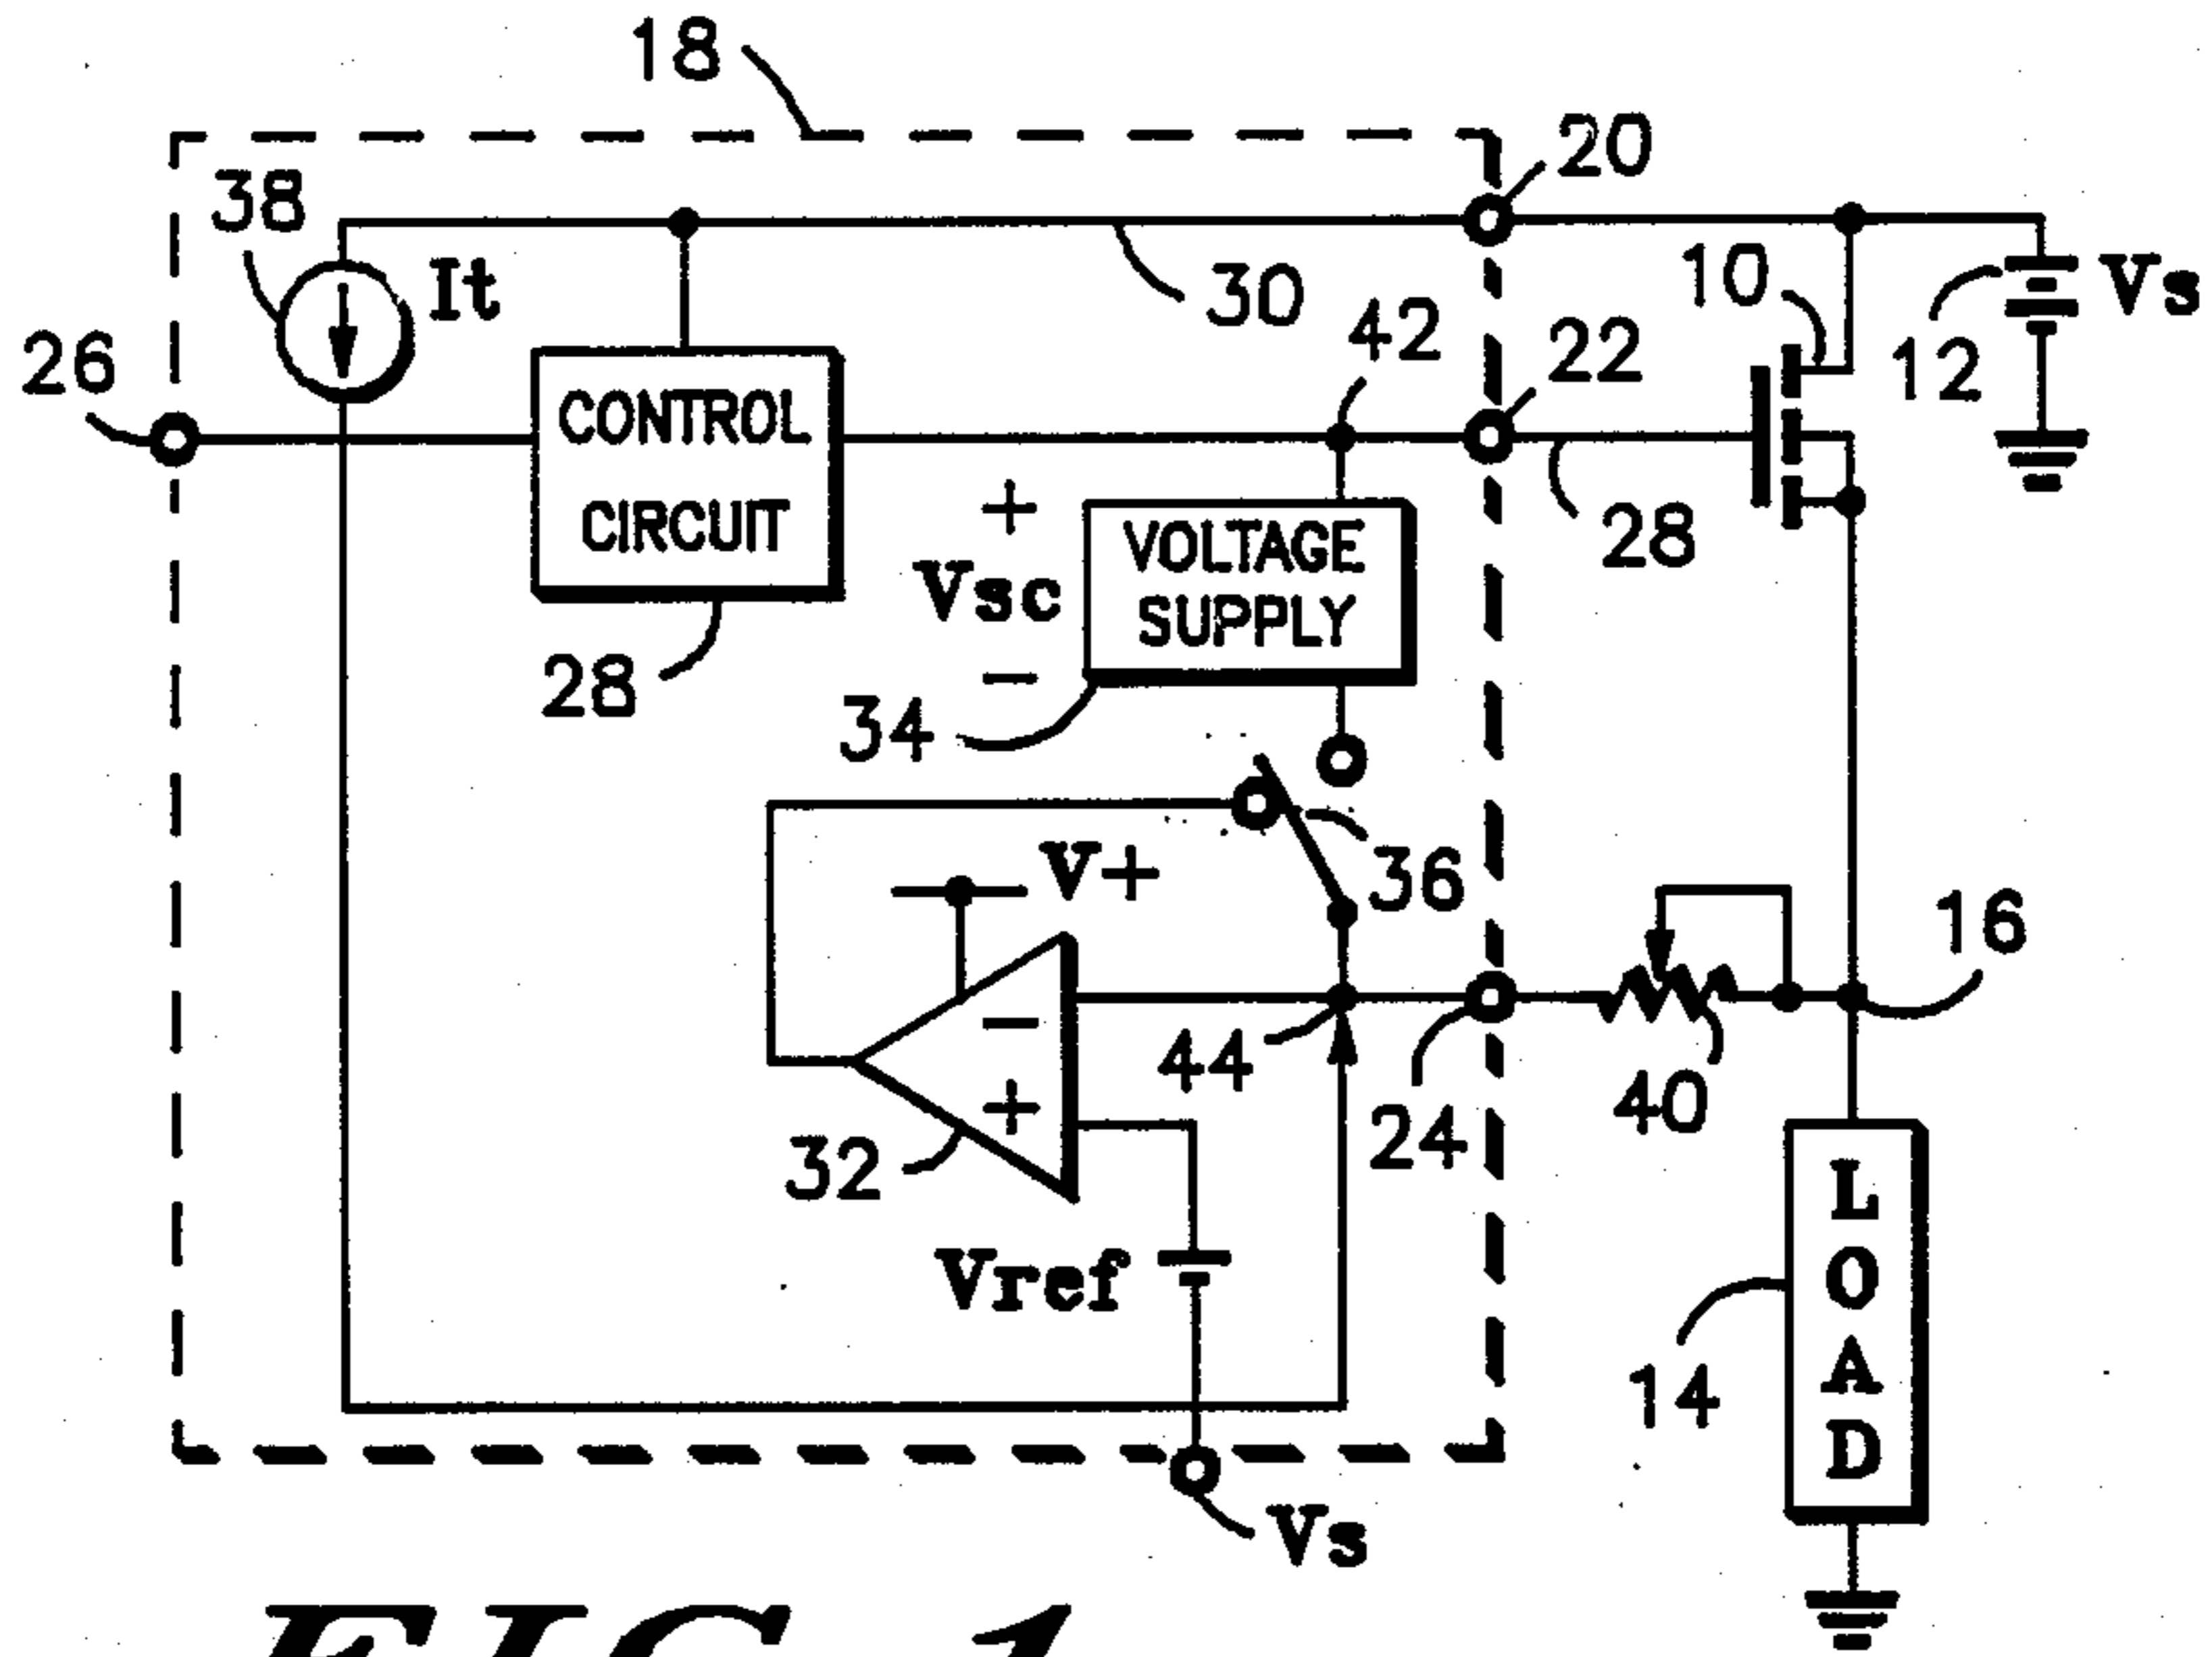 18
20
38
It
30
10
Vs
26
42
22
12
CONTROL
CIRCUIT
+
Vsc
−
VOLTAGE
SUPPLY
28
28
34
V+
36
16
−
+
44
24
40
32
Vref
L
O
A
D
14
Vs
FIG 1